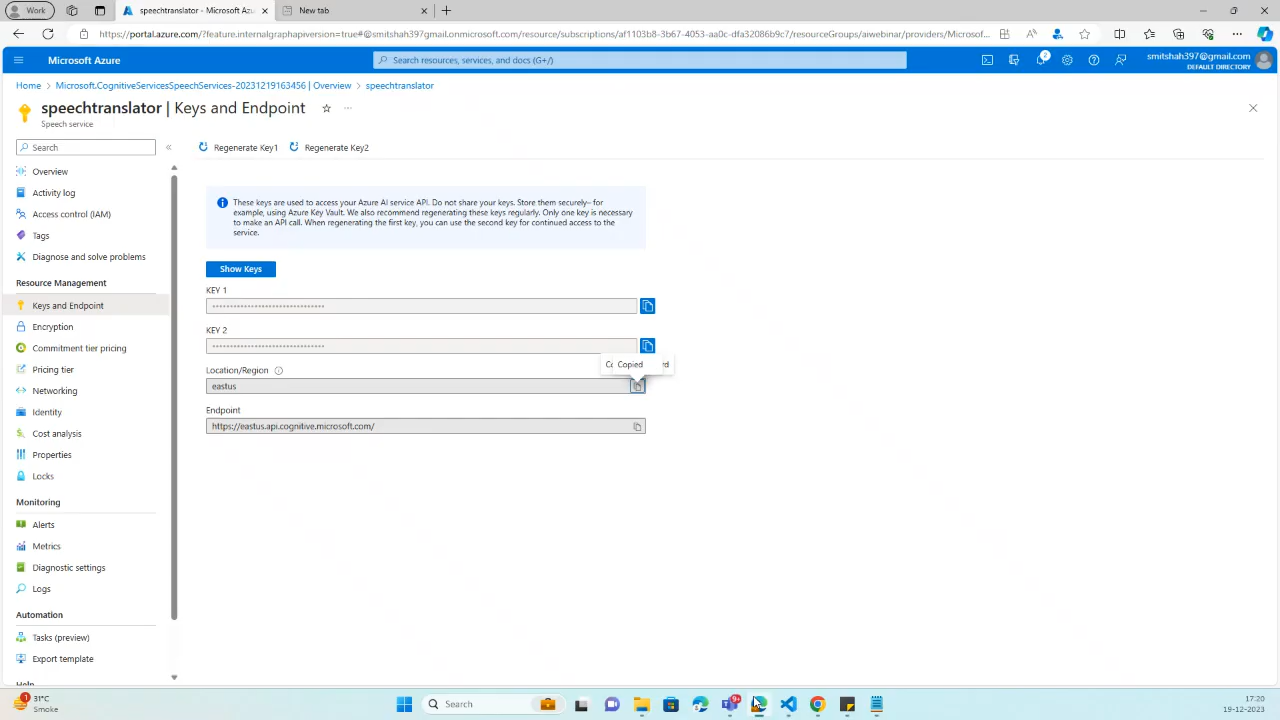 Work
speechtranslator - Microsoft Azu
New tab
https://portal.azure.com/?feature.internalgraphapiversion=true#@smitshah397gmail.onmicrosoft.com/resource/subscriptions/af1103b8-3b67-4053-aa0c-dfa32086b9c7/resourceGroups/aiwebinar/providers/Microsof...
Microsoft Azure
Search resources, services, and docs (G+/)
2
smitshah397@gmail.com
DEFAULT DIRECTORY
Home > Microsoft.CognitiveServicesSpeechServices-20231219163456 | Overview > speechtranslator
speechtranslator | Keys and Endpoint
Speech service
Search
Regenerate Key1 Regenerate Key2
Overview
Activity log
Access control (IAM)
Tags
Diagnose and solve problems
Resource Management
Keys and Endpoint
Encryption
Commitment tier pricing
Pricing tier
Networking
Identity
Cost analysis
Properties
Locks
Monitoring
Alerts
Metrics
Diagnostic settings
Logs
Automation
Tasks (preview)
Export template
Help
These keys are used to access your Azure AI service API. Do not share your keys. Store them securely– for
example, using Azure Key Vault. We also recommend regenerating these keys regularly. Only one key is necessary
to make an API call. When regenerating the first key, you can use the second key for continued access to the
service.
Show Keys
KEY 1
KEY 2
Copied
Location/Region
eastus
Endpoint
https://eastus.api.cognitive.microsoft.com/
1
31°C
Smoke
Search
9+
17:20
19-12-2023